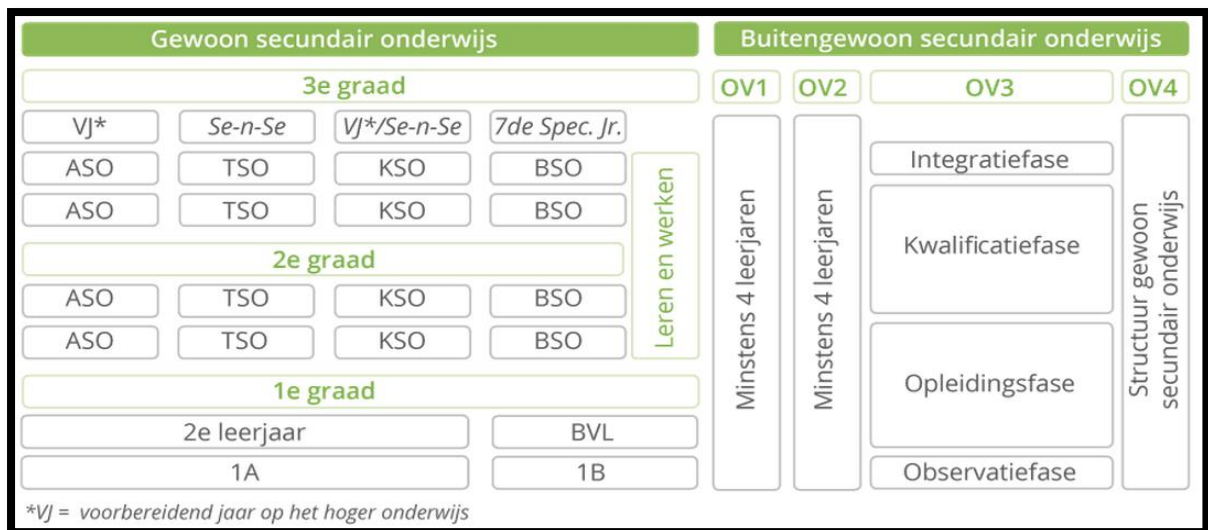 Gewoon secundair onderwijs
3e graad
VJ* Se-n-Se VJ*/Se-n-Se 7de Spec. Jr.
ASO TSO KSO BSO
ASO TSO KSO BSO
2e graad
ASO TSO KSO BSO
ASO TSO KSO BSO
Leren en werken
1e graad
2e leerjaar BVL
1A 1B
*VJ = voorbereidend jaar op het hoger onderwijs
Buitengewoon secundair onderwijs
OV1 OV2 OV3 OV4
Minstens 4 leerjaren
Minstens 4 leerjaren
Integratiefase
Kwalificatiefase
Opleidingsfase
Observatiefase
Structuur gewoon
secundair onderwijs